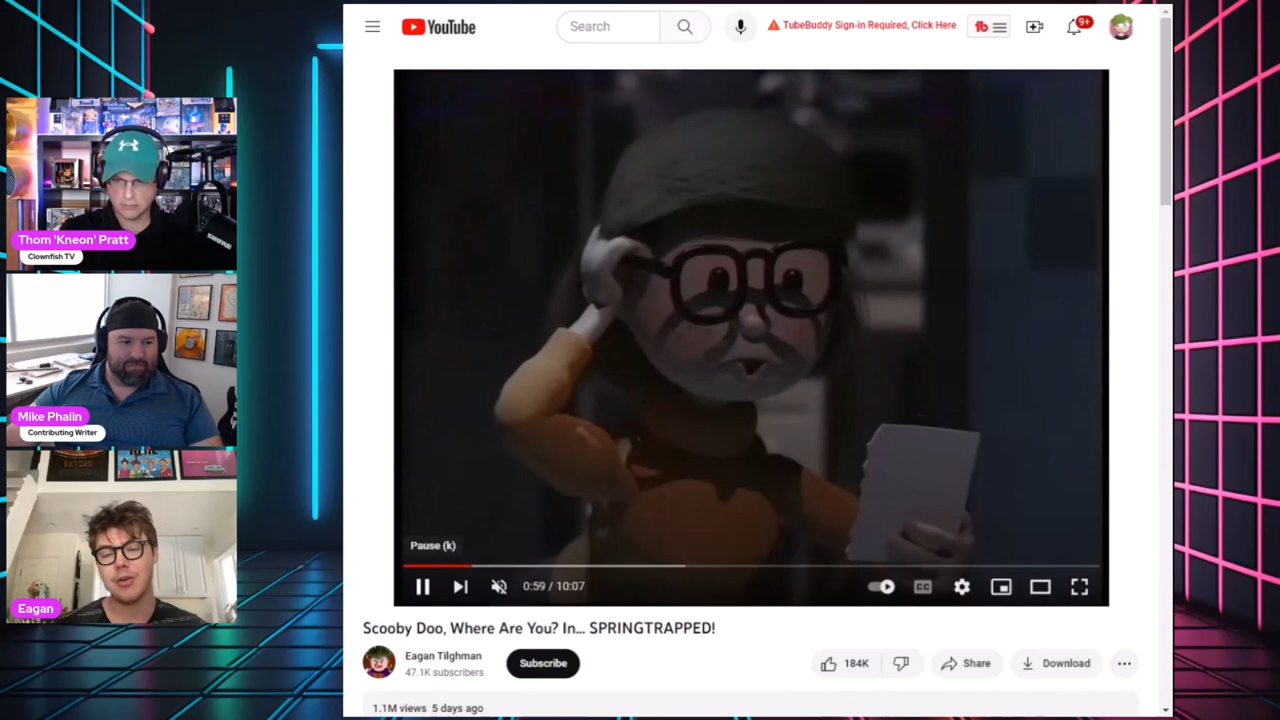 YouTube
Search
TubeBuddy Sign-in Required, Click Here
tb
9+
Thom 'Kneon' Pratt
Clownfish TV
Mike Phalin
Contributing Writer
Eagan
Pause (k)
0:59 / 10:07
CC
Scooby Doo, Where Are You? In... SPRINGTRAPPED!
Eagan Tilghman
47.1K subscribers
Subscribe
184K
Share
Download
1.1M views 5 days ago